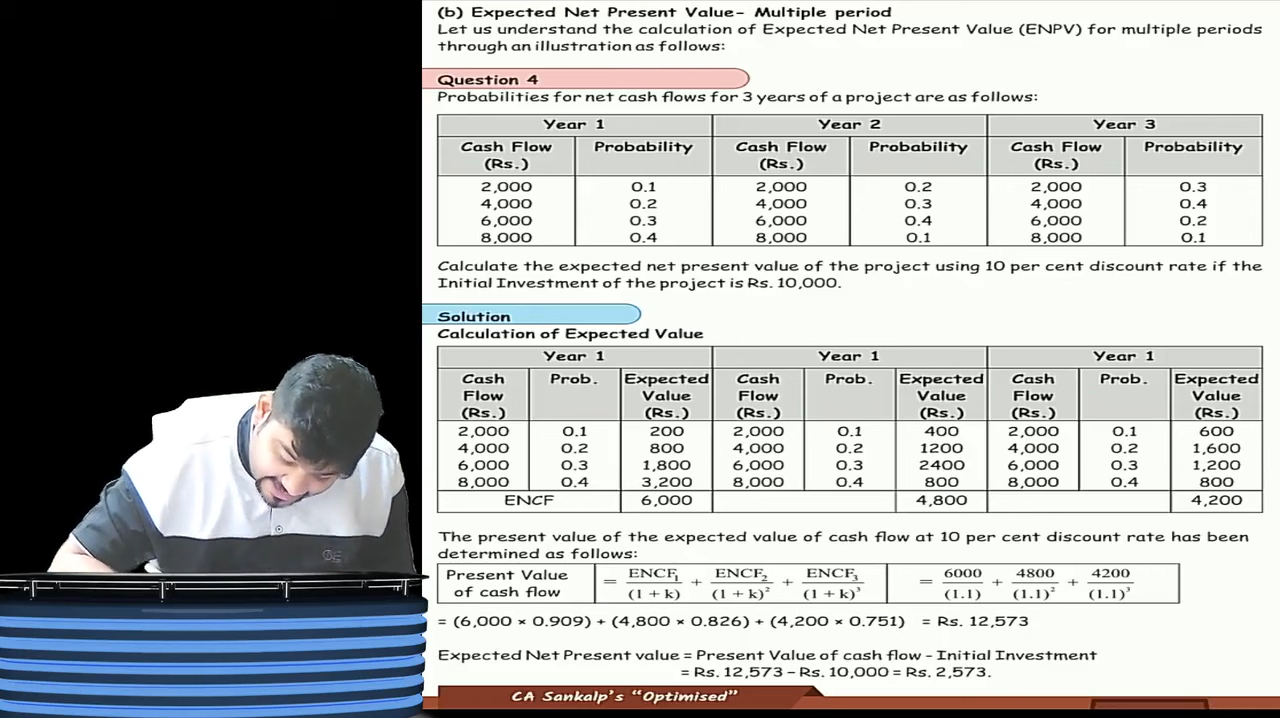 (b) Expected Net Present Value- Multiple period
Let us understand the calculation of Expected Net Present Value (ENPV) for multiple periods
through an illustration as follows:
Question 4
Probabilities for net cash flows for 3 years of a project are as follows:
Year 1 Year 2 Year 3
Cash Flow (Rs.) Probability Cash Flow (Rs.) Probability Cash Flow (Rs.) Probability
2,000 0.1 2,000 0.2 2,000 0.3
4,000 0.2 4,000 0.3 4,000 0.4
6,000 0.3 6,000 0.4 6,000 0.2
8,000 0.4 8,000 0.1 8,000 0.1
Calculate the expected net present value of the project using 10 per cent discount rate if the
Initial Investment of the project is Rs. 10,000.
Solution
Calculation of Expected Value
Year 1 Year 1 Year 1
Cash Flow (Rs.) Prob. Expected Value (Rs.) Cash Flow (Rs.) Prob. Expected Value (Rs.) Cash Flow (Rs.) Prob. Expected Value (Rs.)
2,000 0.1 200 2,000 0.1 400 2,000 0.1 600
4,000 0.2 800 4,000 0.2 1200 4,000 0.2 1,600
6,000 0.3 1,800 6,000 0.3 2400 6,000 0.3 1,200
8,000 0.4 3,200 8,000 0.4 800 8,000 0.4 800
ENCF 6,000 4,800 4,200
The present value of the expected value of cash flow at 10 per cent discount rate has been
determined as follows:
Present Value of cash flow = ENCF₁/(1 + k) + ENCF₂/(1 + k)² + ENCF₃/(1 + k)³ = 6000/(1.1) + 4800/(1.1)² + 4200/(1.1)³
= (6,000 × 0.909) + (4,800 × 0.826) + (4,200 × 0.751) = Rs. 12,573
Expected Net Present value = Present Value of cash flow - Initial Investment
= Rs. 12,573 – Rs. 10,000 = Rs. 2,573.
CA Sankalp's "Optimised"